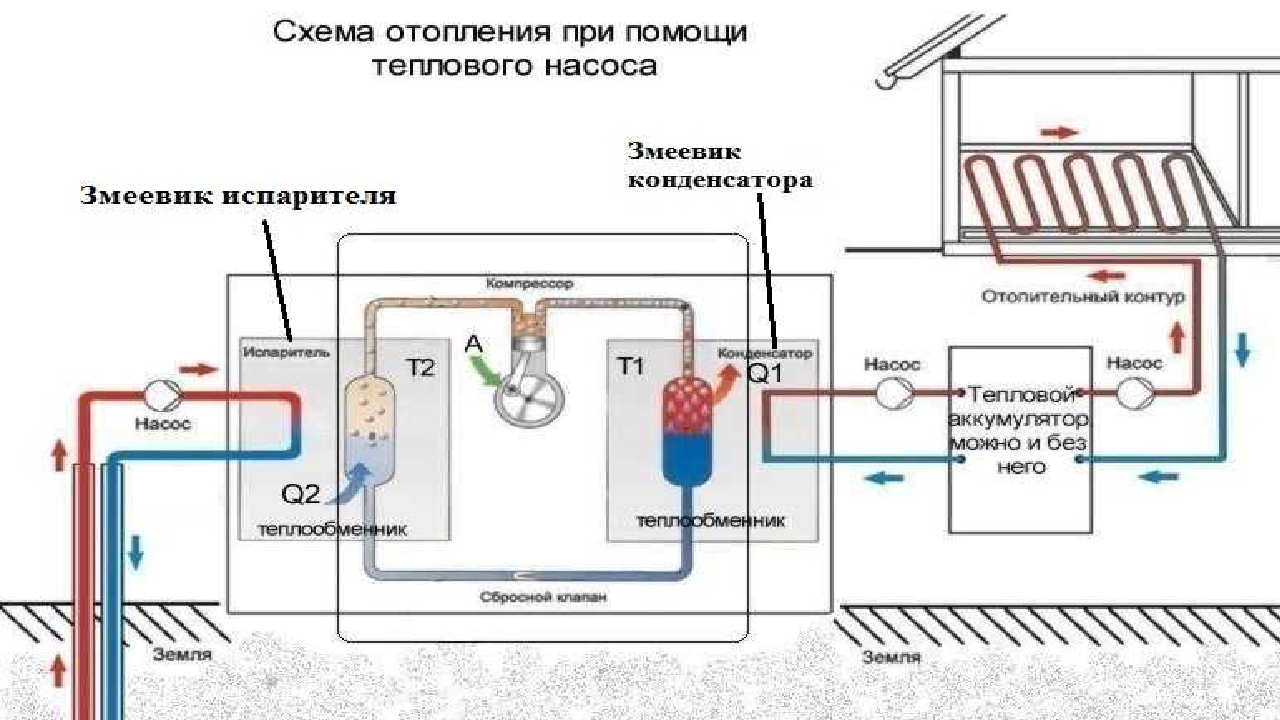 Схема отопления при помощи
теплового насоса
Змеевик
конденсатора
Змеевик испарителя
Компрессор
Испаритель
T2
A
T1
Конденсатор
Q1
Насос
Насос
Насос
Отопительный контур
Тепловой
аккумулятор
можно и без
него
Q2
теплообменник
теплообменник
Сбросной клапан
Земля
Земля